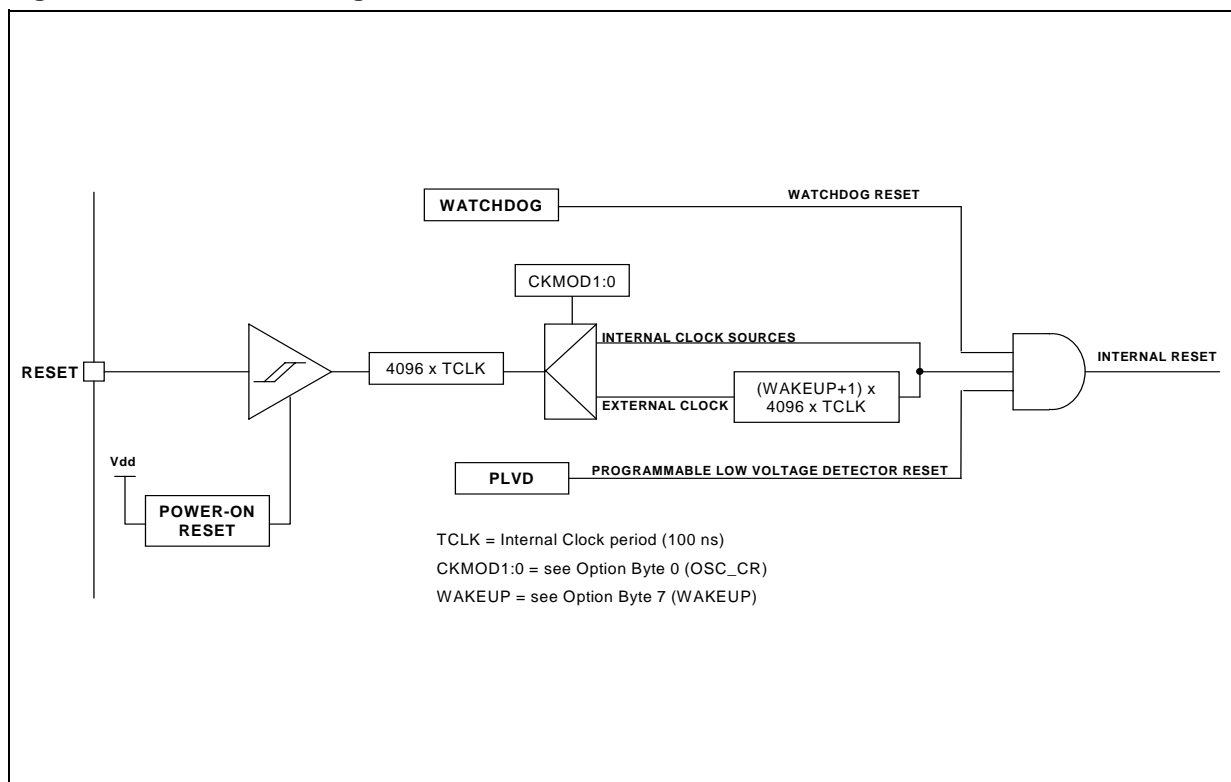 WATCHDOG
WATCHDOG RESET
CKMOD1:0
INTERNAL CLOCK SOURCES
RESET
4096 x TCLK
INTERNAL RESET
EXTERNAL CLOCK
(WAKEUP+1) x
4096 x TCLK
Vdd
PLVD
PROGRAMMABLE LOW VOLTAGE DETECTOR RESET
POWER-ON
RESET
TCLK = Internal Clock period (100 ns)
CKMOD1:0 = see Option Byte 0 (OSC_CR)
WAKEUP = see Option Byte 7 (WAKEUP)